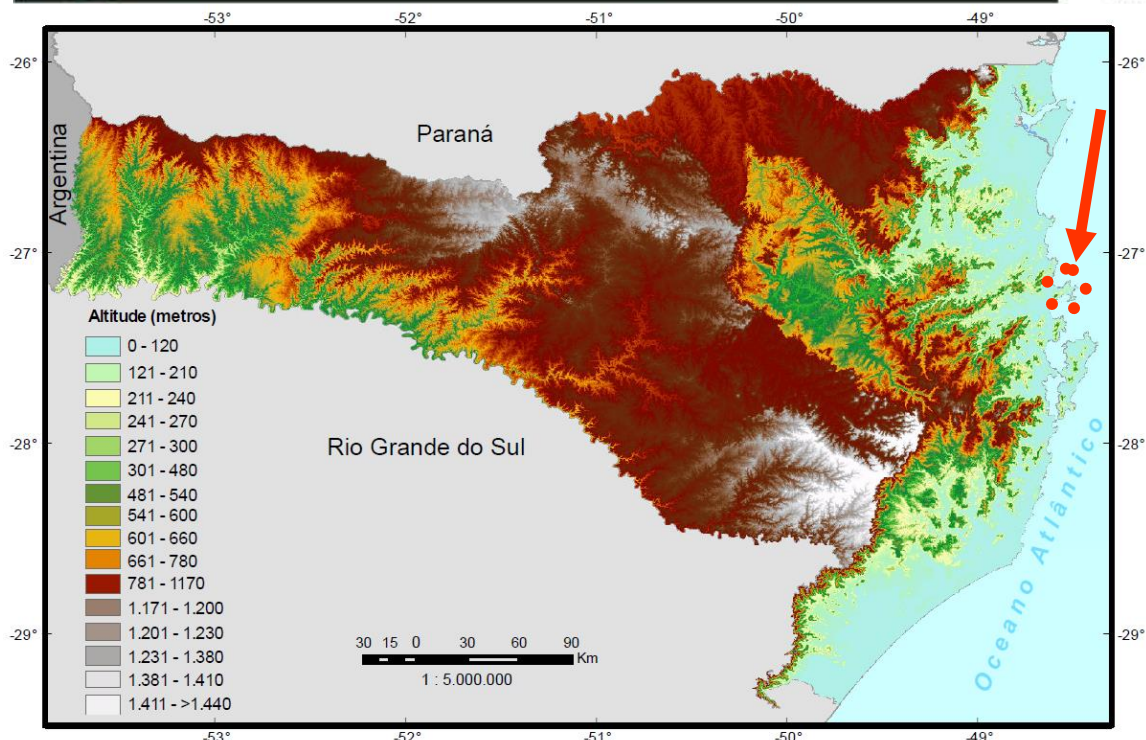 -53°
-52°
-51°
-50°
-49°
-26°
-26°
Argentina
Paraná
-27°
-27°
Altitude (metros)
0 - 120
121 - 210
211 - 240
241 - 270
271 - 300
301 - 480
481 - 540
541 - 600
601 - 660
661 - 780
781 - 1170
1.171 - 1.200
1.201 - 1.230
1.231 - 1.380
1.381 - 1.410
1.411 - >1.440
Rio Grande do Sul
-28°
-28°
Oceano Atlântico
-29°
-29°
30 15 0 30 60 90
Km
1 : 5.000.000
-53°
-52°
-51°
-50°
-49°